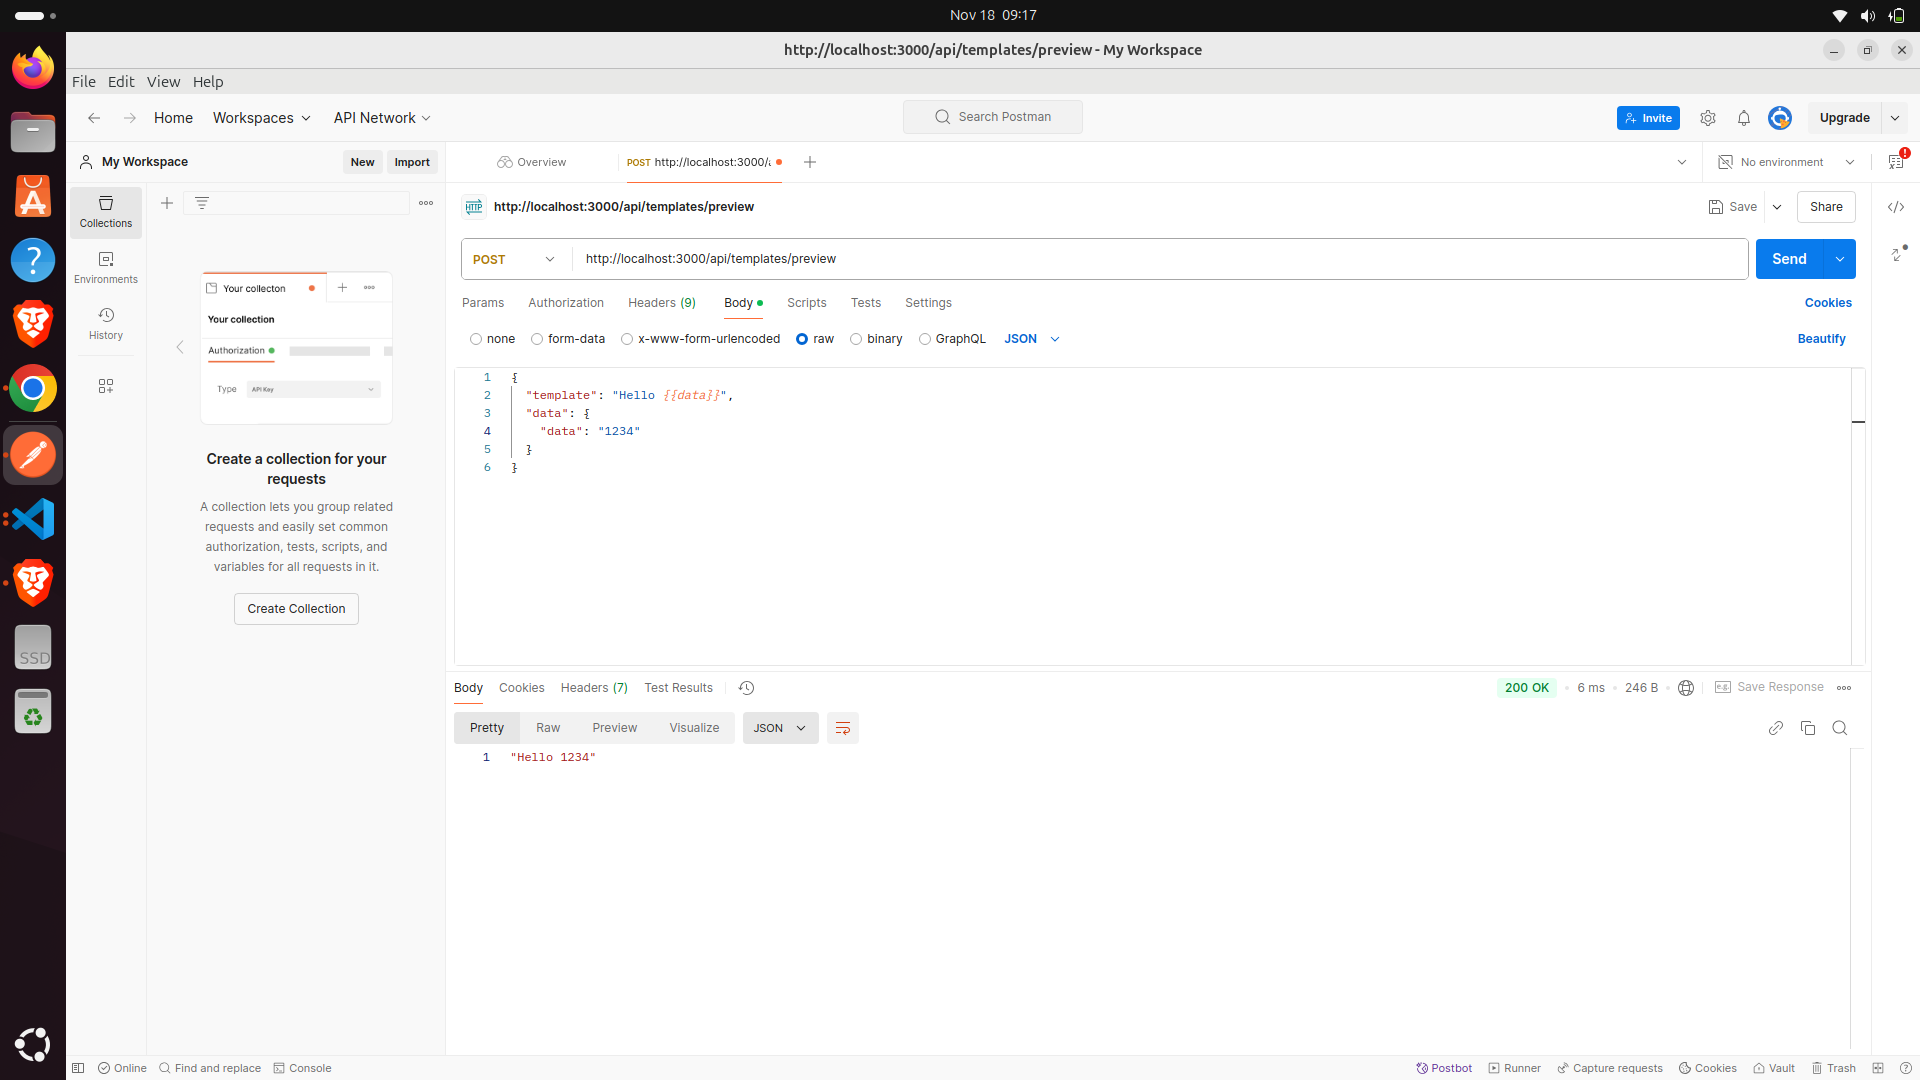 Nov 18 09:17
http://localhost:3000/api/templates/preview - My Workspace
File Edit View Help
Home Workspaces API Network Search Postman Invite Upgrade
My Workspace New Import Overview POST http://localhost:3000/a No environment
Collections
Environments
History
Your collecton
Your collection
Authorization
Type API Key
Create a collection for your
requests
A collection lets you group related
requests and easily set common
authorization, tests, scripts, and
variables for all requests in it.
Create Collection
HTTP http://localhost:3000/api/templates/preview Save Share
POST http://localhost:3000/api/templates/preview Send
Params Authorization Headers (9) Body Scripts Tests Settings Cookies
none form-data x-www-form-urlencoded raw binary GraphQL JSON Beautify
1 {
2 "template": "Hello {{data}}",
3 "data": {
4 "data": "1234"
5 }
6 }
Body Cookies Headers (7) Test Results 200 OK 6 ms 246 B e.g. Save Response
Pretty Raw Preview Visualize JSON
1 "Hello 1234"
SSD
Online Find and replace Console Postbot Runner Capture requests Cookies Vault Trash